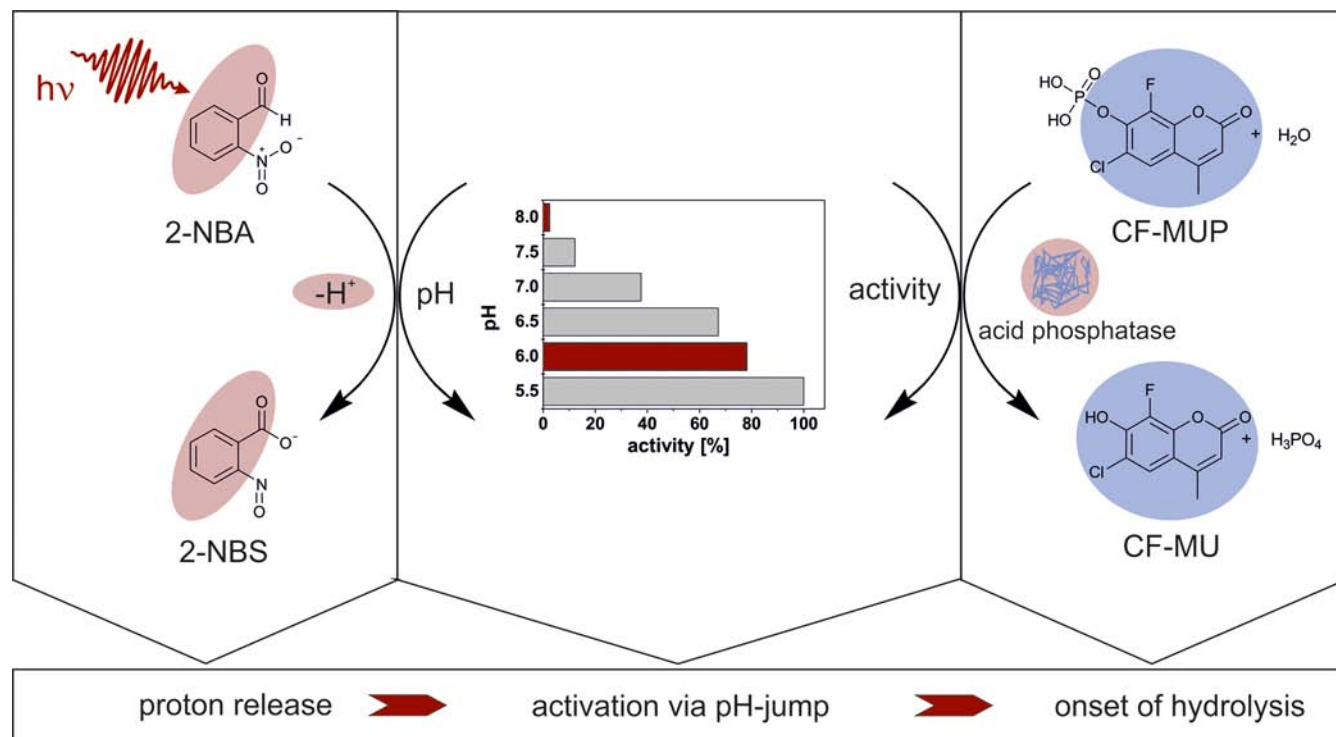 hν
O
H
N
+
O
-
O
2-NBA
-H+
pH
O
O
-
N
O
2-NBS
8.0
7.5
7.0
6.5
6.0
5.5
pH
0 20 40 60 80 100
activity [%]
activity
HO
P
O
HO
O
F
O
O
Cl
+ H2O
CF-MUP
acid phosphatase
HO
F
O
O
Cl
+ H3PO4
CF-MU
proton release
activation via pH-jump
onset of hydrolysis